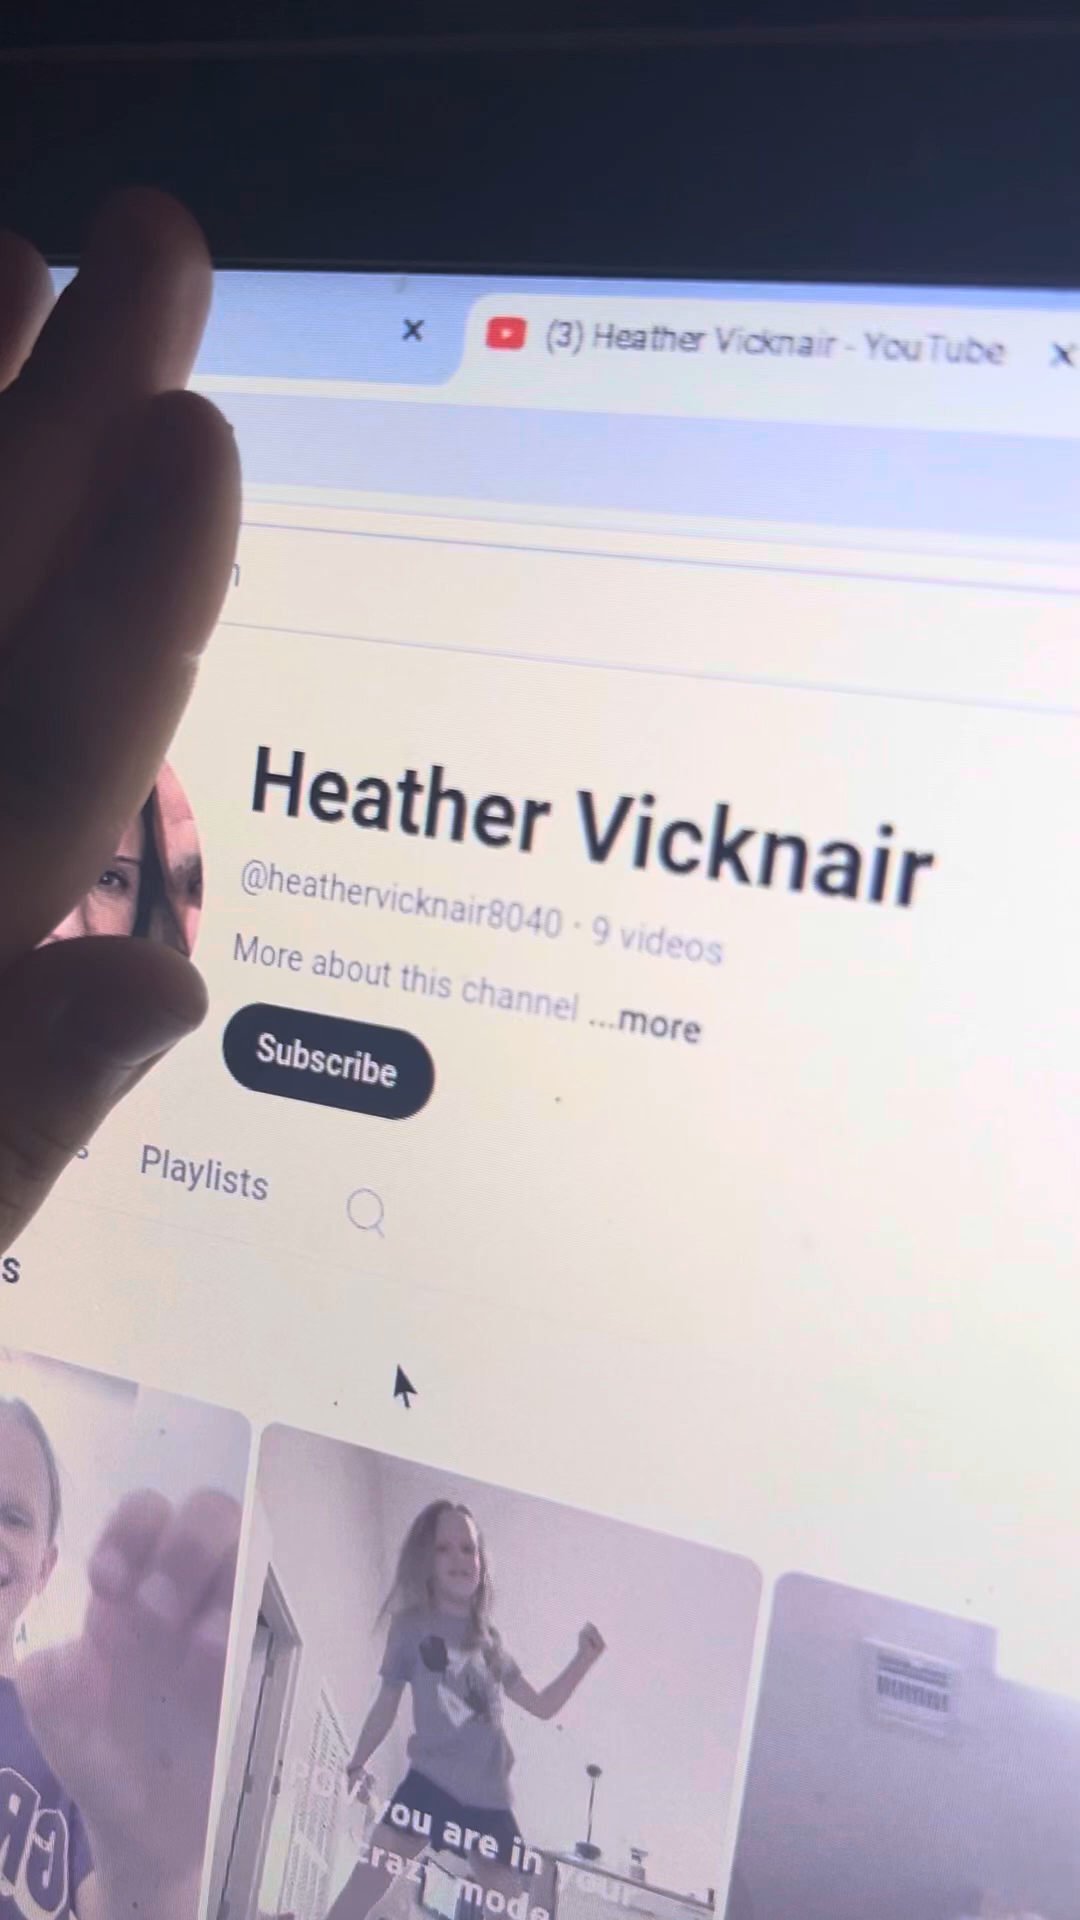 (3) Heather Vicknair - YouTube
Heather Vicknair
@heathervicknair8040 · 9 videos
More about this channel ...more
Subscribe
Playlists
POV you are in your
crazy mode